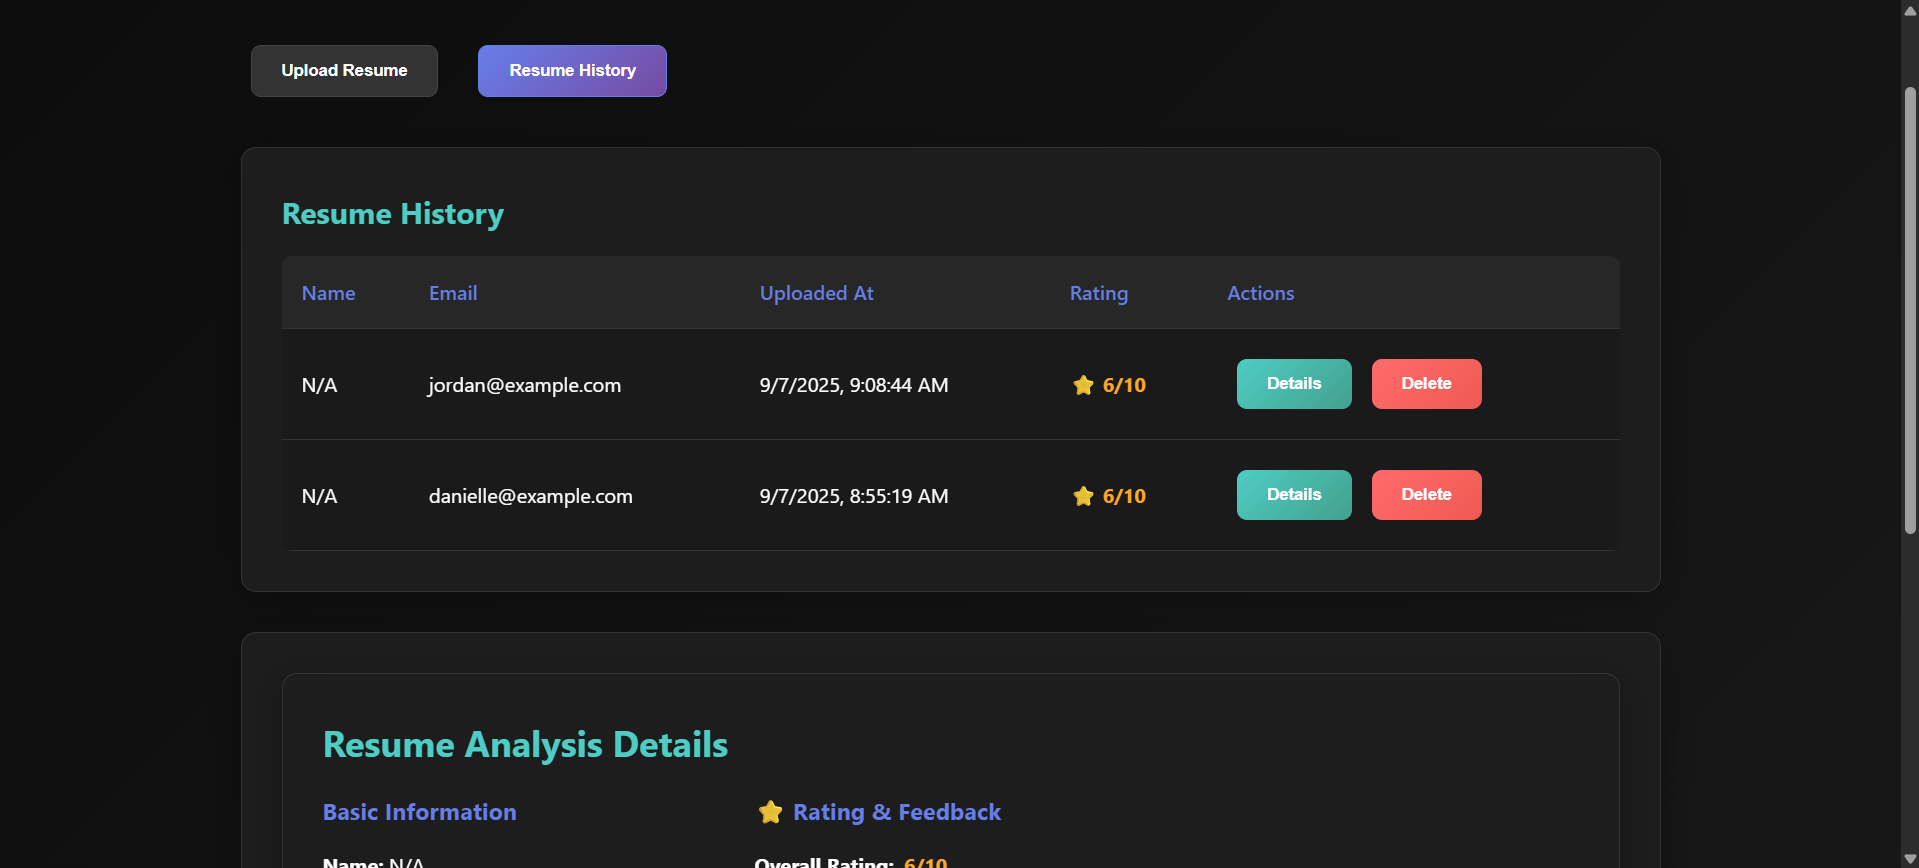 Upload Resume
Resume History
Resume History
Name Email Uploaded At Rating Actions
N/A jordan@example.com 9/7/2025, 9:08:44 AM 6/10 Details Delete
N/A danielle@example.com 9/7/2025, 8:55:19 AM 6/10 Details Delete
Resume Analysis Details
Basic Information
Rating & Feedback
Name: N/A
Overall Rating: 6/10